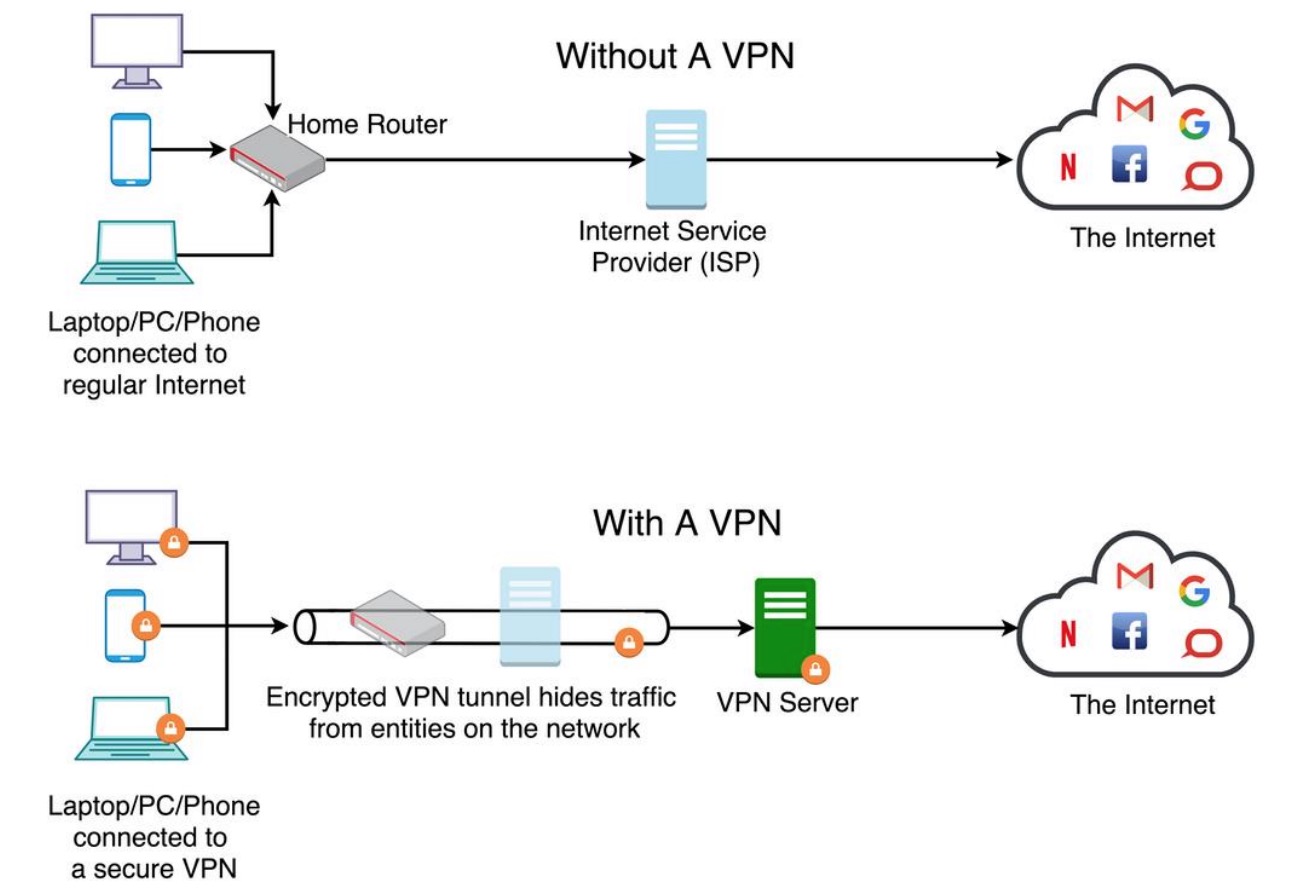 Without A VPN
Home Router
Internet Service
Provider (ISP)
The Internet
Laptop/PC/Phone
connected to
regular Internet
With A VPN
Encrypted VPN tunnel hides traffic
from entities on the network
VPN Server
The Internet
Laptop/PC/Phone
connected to
a secure VPN